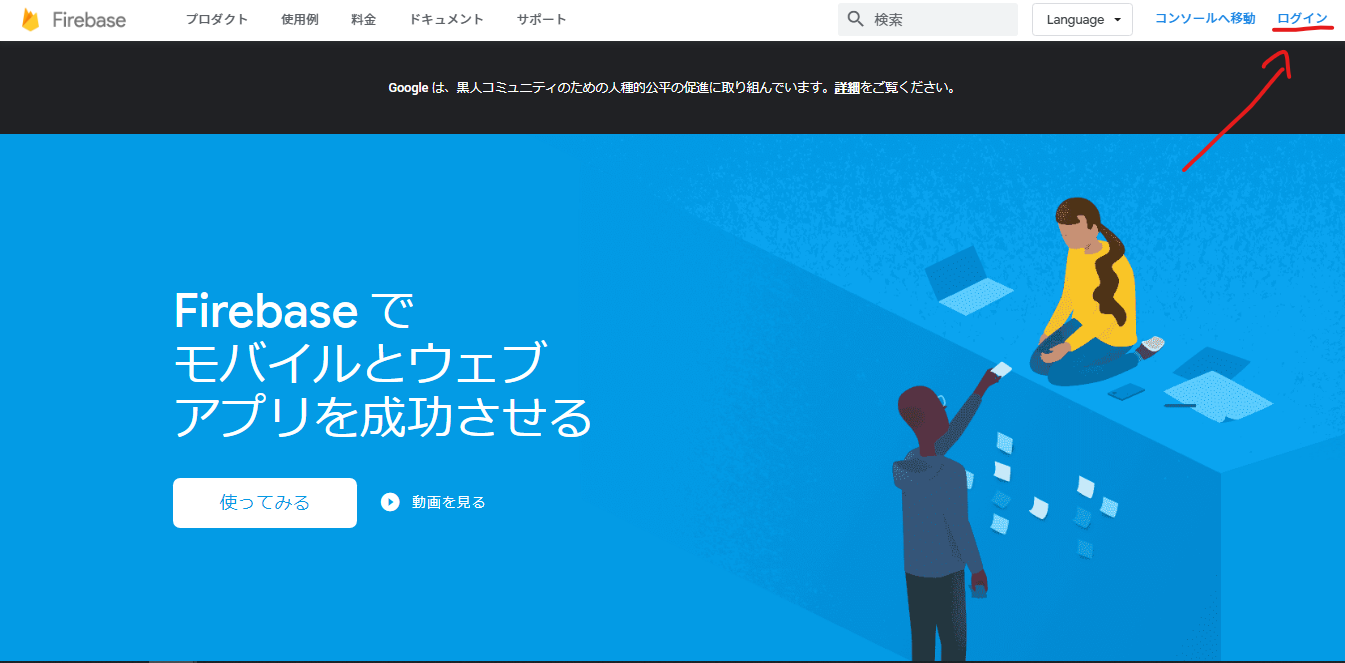 Firebase プロダクト 使用例 料金 ドキュメント サポート 検索 Language コンソールへ移動 ログイン
Google は、黒人コミュニティのための人種的公平の促進に取り組んでいます。詳細をご覧ください。
Firebase で
モバイルとウェブ
アプリを成功させる
使ってみる 動画を見る